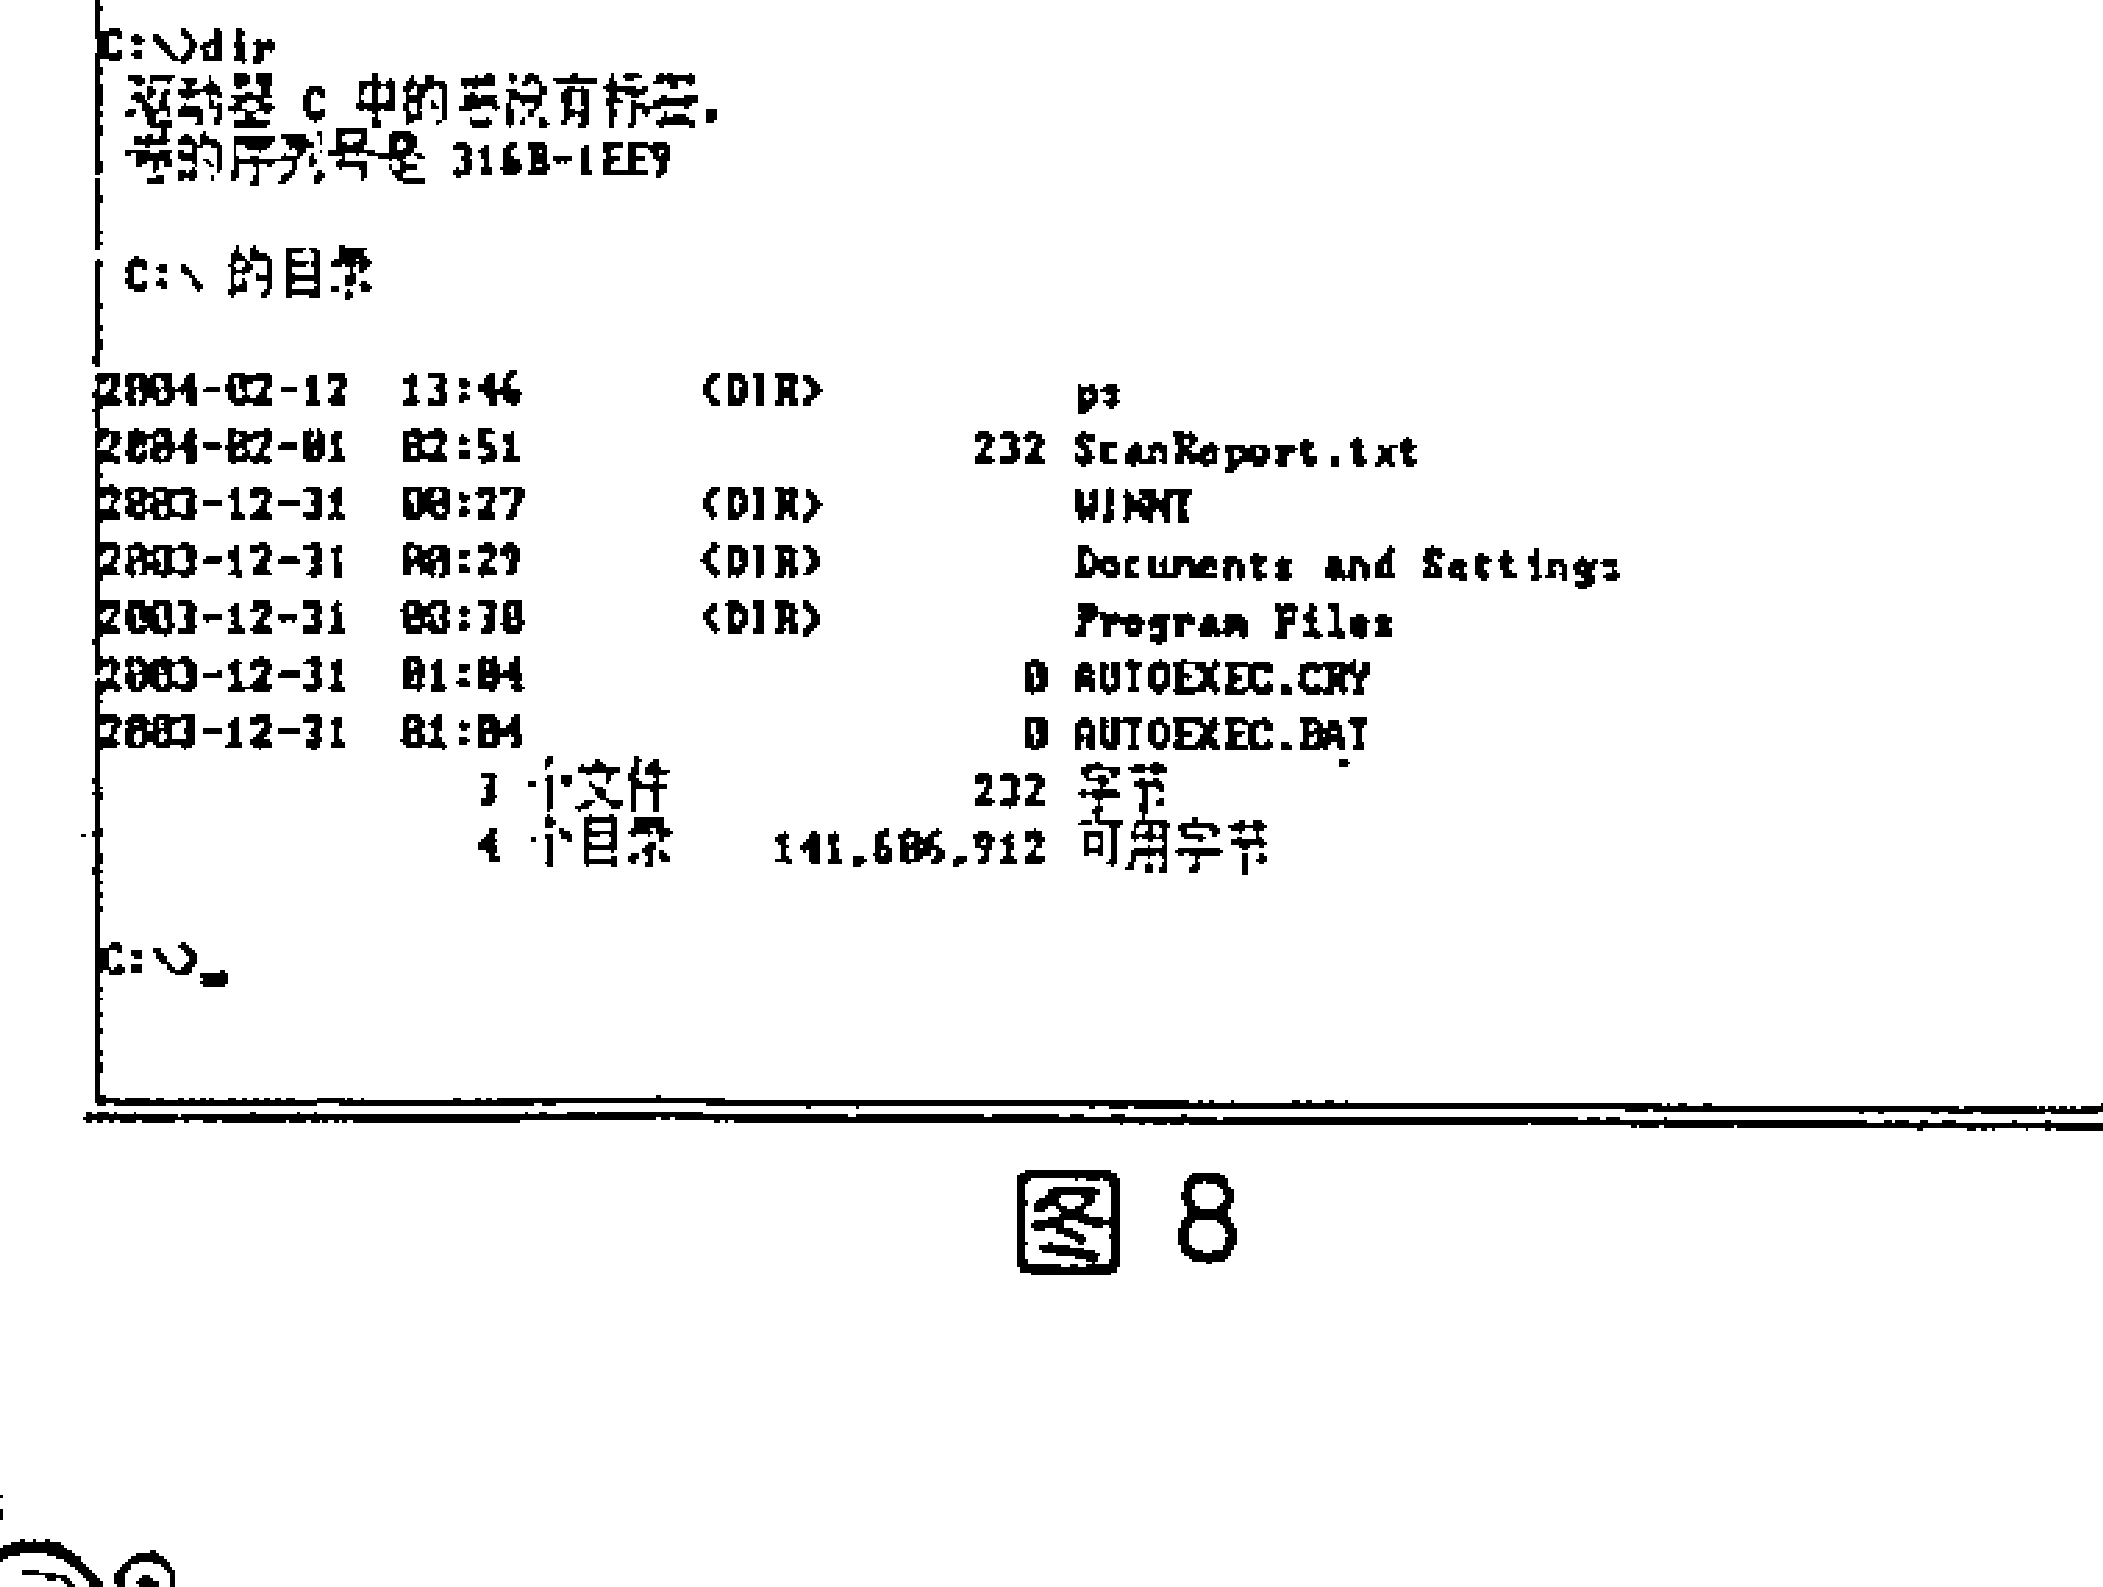 C:\>dir
驱动器 C 中的卷没有标签。
卷的序列号是 316B-1EE9
C:\ 的目录
2004-02-12 13:46 <DIR> ps
2004-02-01 02:51 232 ScanReport.txt
2003-12-31 00:27 <DIR> WINNT
2003-12-31 00:29 <DIR> Documents and Settings
2003-12-31 03:30 <DIR> Program Files
2003-12-31 01:04 0 AUTOEXEC.CRY
2003-12-31 01:04 0 AUTOEXEC.BAT
3 个文件 232 字节
4 个目录 141,606,912 可用字节
C:\>_
图 8